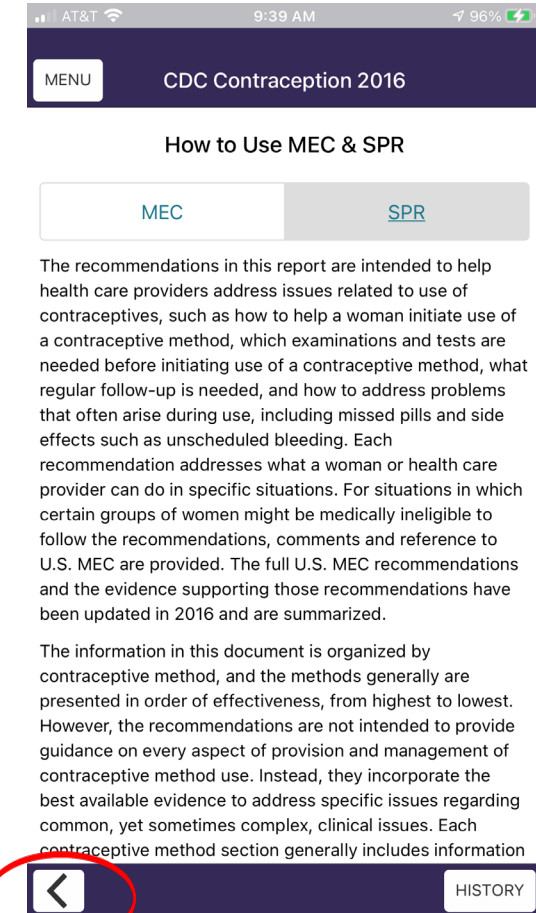 AT&T 9:39 AM 96%
MENU CDC Contraception 2016
How to Use MEC & SPR
MEC SPR
The recommendations in this report are intended to help
health care providers address issues related to use of
contraceptives, such as how to help a woman initiate use of
a contraceptive method, which examinations and tests are
needed before initiating use of a contraceptive method, what
regular follow-up is needed, and how to address problems
that often arise during use, including missed pills and side
effects such as unscheduled bleeding. Each
recommendation addresses what a woman or health care
provider can do in specific situations. For situations in which
certain groups of women might be medically ineligible to
follow the recommendations, comments and reference to
U.S. MEC are provided. The full U.S. MEC recommendations
and the evidence supporting those recommendations have
been updated in 2016 and are summarized.
The information in this document is organized by
contraceptive method, and the methods generally are
presented in order of effectiveness, from highest to lowest.
However, the recommendations are not intended to provide
guidance on every aspect of provision and management of
contraceptive method use. Instead, they incorporate the
best available evidence to address specific issues regarding
common, yet sometimes complex, clinical issues. Each
contraceptive method section generally includes information
HISTORY